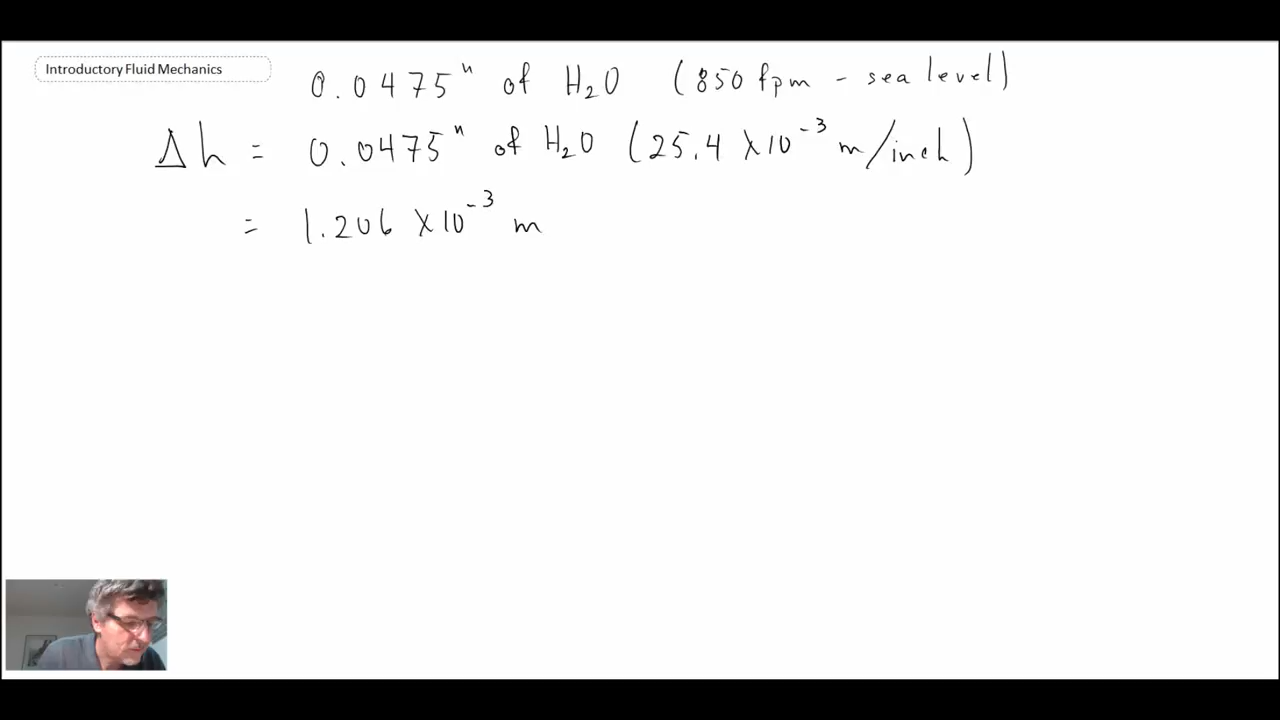 Introductory Fluid Mechanics
0.0475" of H₂O (850 fpm - sea level)
Δh = 0.0475" of H₂O (25.4 X10⁻³ m/inch)
= 1.206 X10⁻³ m